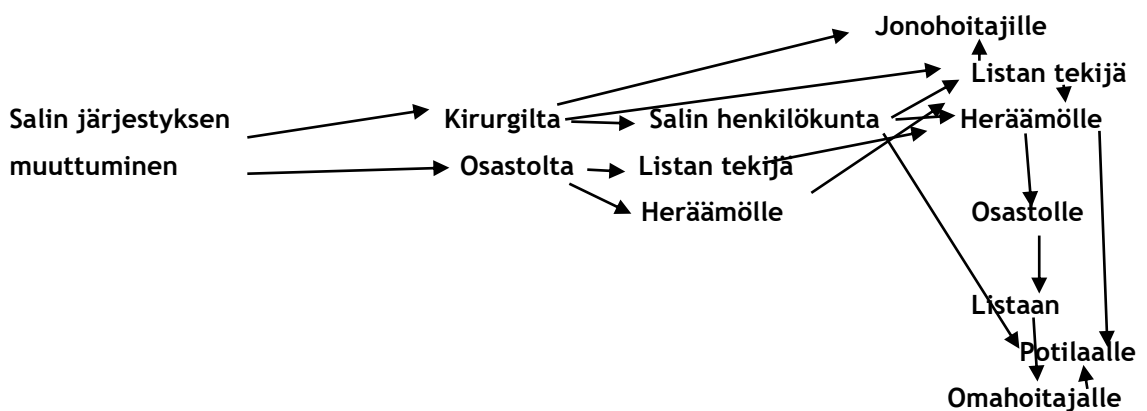 Jonohoitajille
Listan tekijä
Salin järjestyksen Kirurgilta Salin henkilökunta Heräämölle
muuttuminen Osastolta Listan tekijä
Heräämölle Osastolle
Listaan
Potilaalle
Omahoitajalle